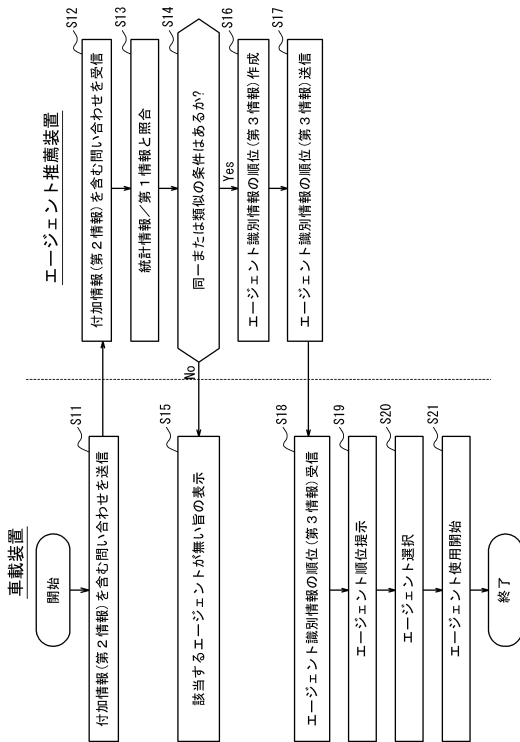 車載装置
エージェント推薦装置
開始
S11
付加情報(第２情報)を含む問い合わせを送信
S12
付加情報(第２情報)を含む問い合わせを受信
S13
統計情報／第１情報と照合
S14
同一または類似の条件はあるか?
No
Yes
S15
該当するエージェントが無い旨の表示
S16
エージェント識別情報の順位(第３情報)作成
S17
エージェント識別情報の順位(第３情報)送信
S18
エージェント識別情報の順位(第３情報)受信
S19
エージェント順位提示
S20
エージェント選択
S21
エージェント使用開始
終了